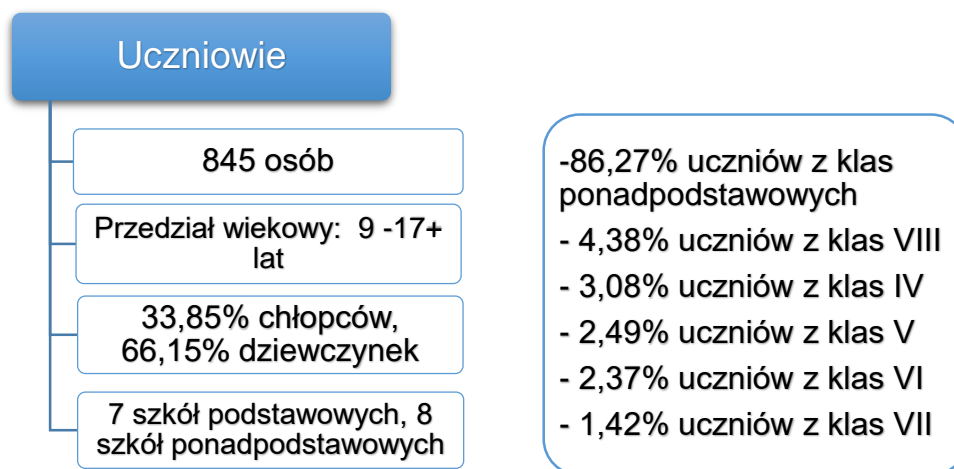 Uczniowie
845 osób
Przedział wiekowy: 9 -17+
lat
33,85% chłopców,
66,15% dziewczynek
7 szkół podstawowych, 8
szkół ponadpodstawowych
-86,27% uczniów z klas
ponadpodstawowych
- 4,38% uczniów z klas VIII
- 3,08% uczniów z klas IV
- 2,49% uczniów z klas V
- 2,37% uczniów z klas VI
- 1,42% uczniów z klas VII